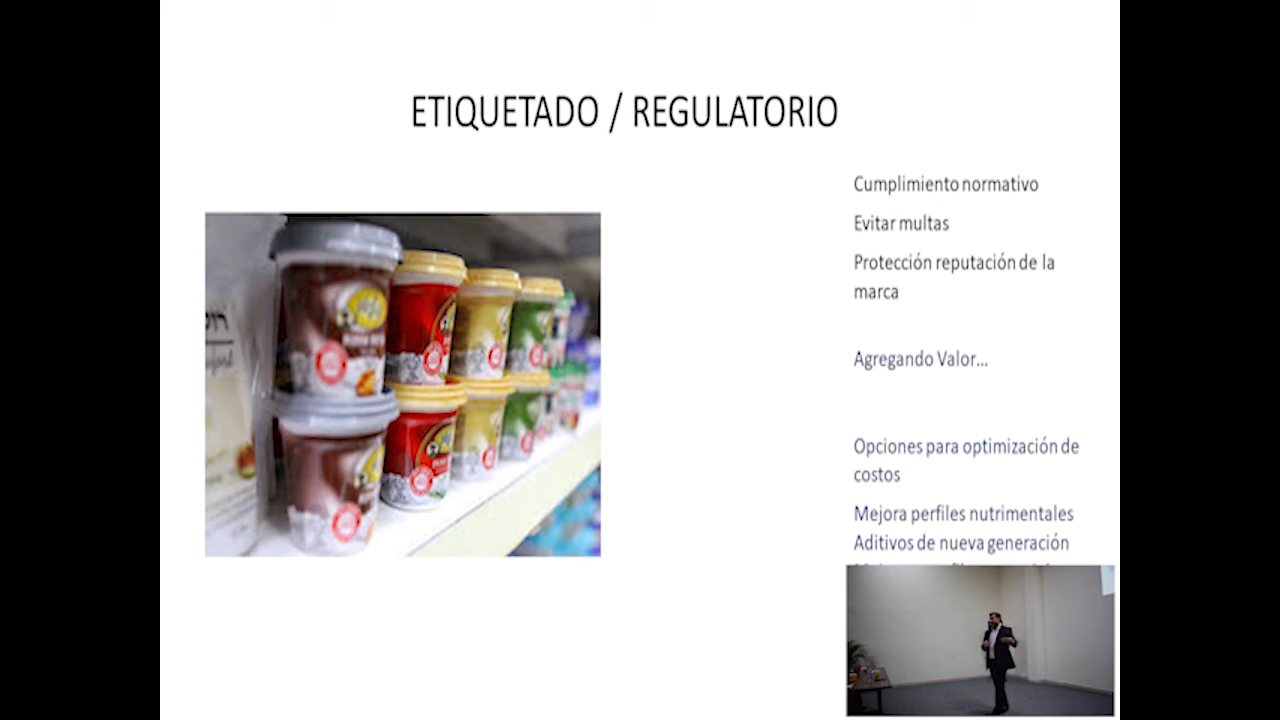 ETIQUETADO / REGULATORIO
Cumplimiento normativo
Evitar multas
Protección reputación de la
marca
Agregando Valor...
Opciones para optimización de
costos
Mejora perfiles nutrimentales
Aditivos de nueva generación